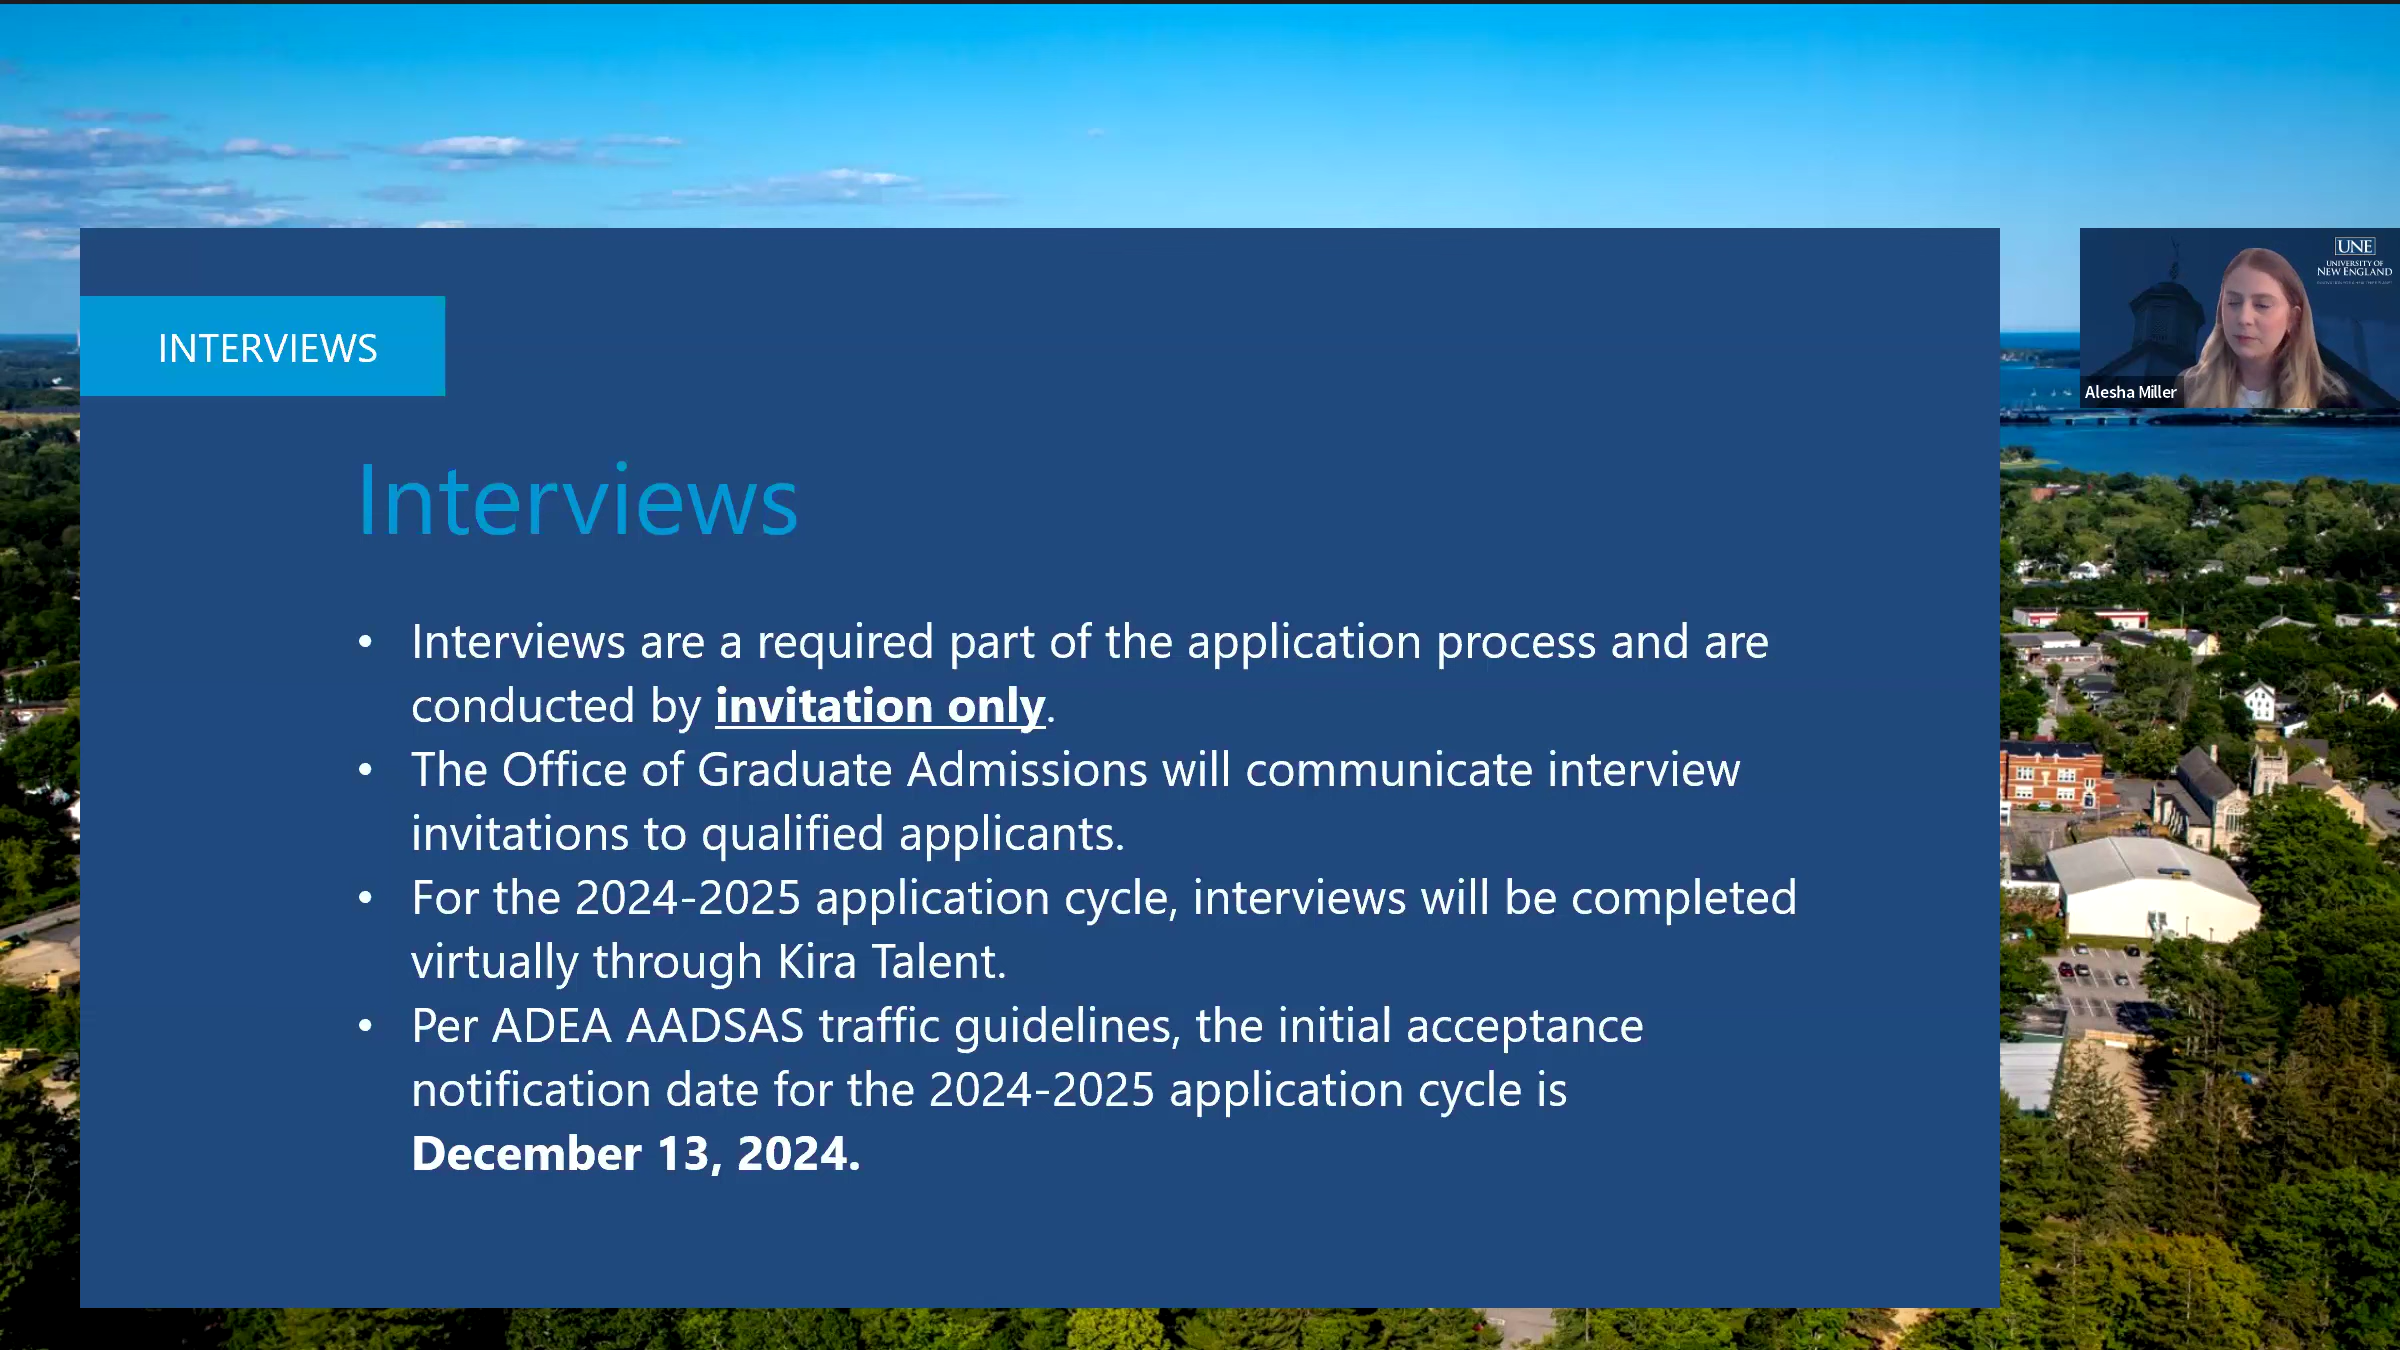 INTERVIEWS
UNE
UNIVERSITY OF
NEW ENGLAND
Alesha Miller
Interviews
• Interviews are a required part of the application process and are
conducted by invitation only.
• The Office of Graduate Admissions will communicate interview
invitations to qualified applicants.
• For the 2024-2025 application cycle, interviews will be completed
virtually through Kira Talent.
• Per ADEA AADSAS traffic guidelines, the initial acceptance
notification date for the 2024-2025 application cycle is
December 13, 2024.